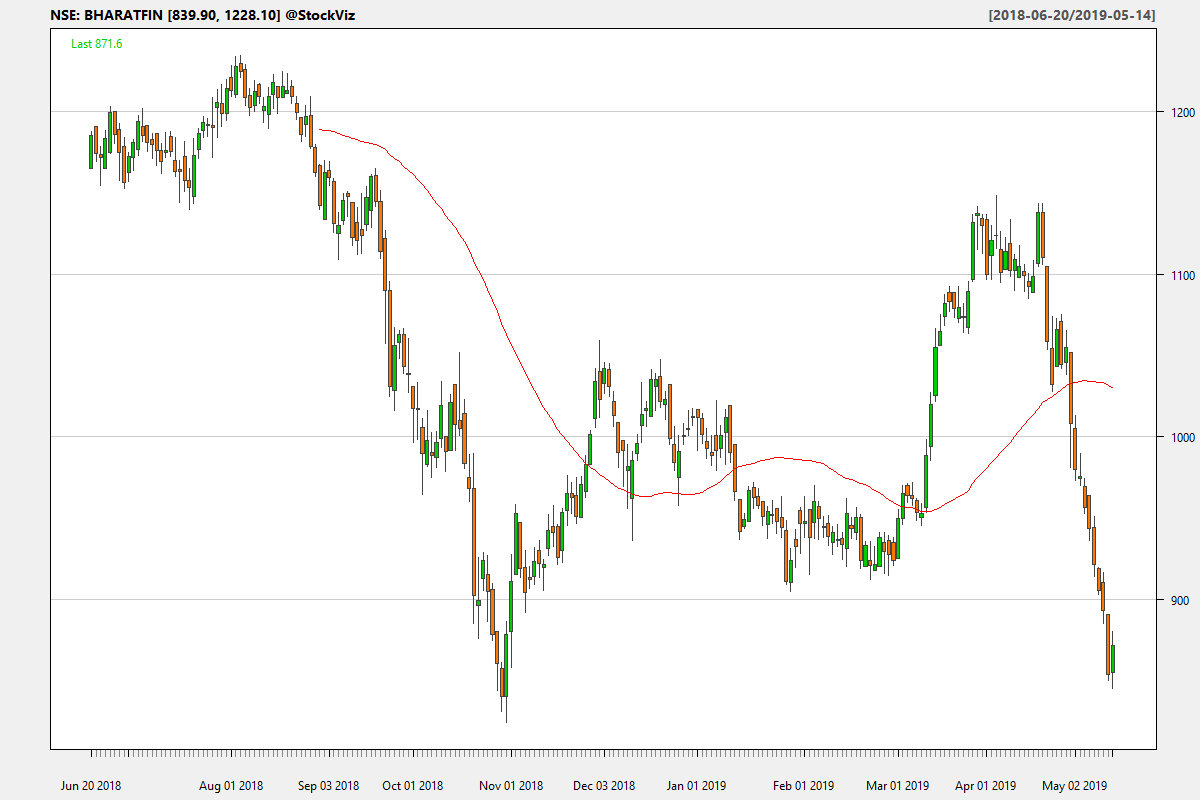 NSE: BHARATFIN [839.90, 1228.10] @StockViz
[2018-06-20/2019-05-14]
Last 871.6
1200
1100
1000
900
Jun 20 2018
Aug 01 2018
Sep 03 2018
Oct 01 2018
Nov 01 2018
Dec 03 2018
Jan 01 2019
Feb 01 2019
Mar 01 2019
Apr 01 2019
May 02 2019